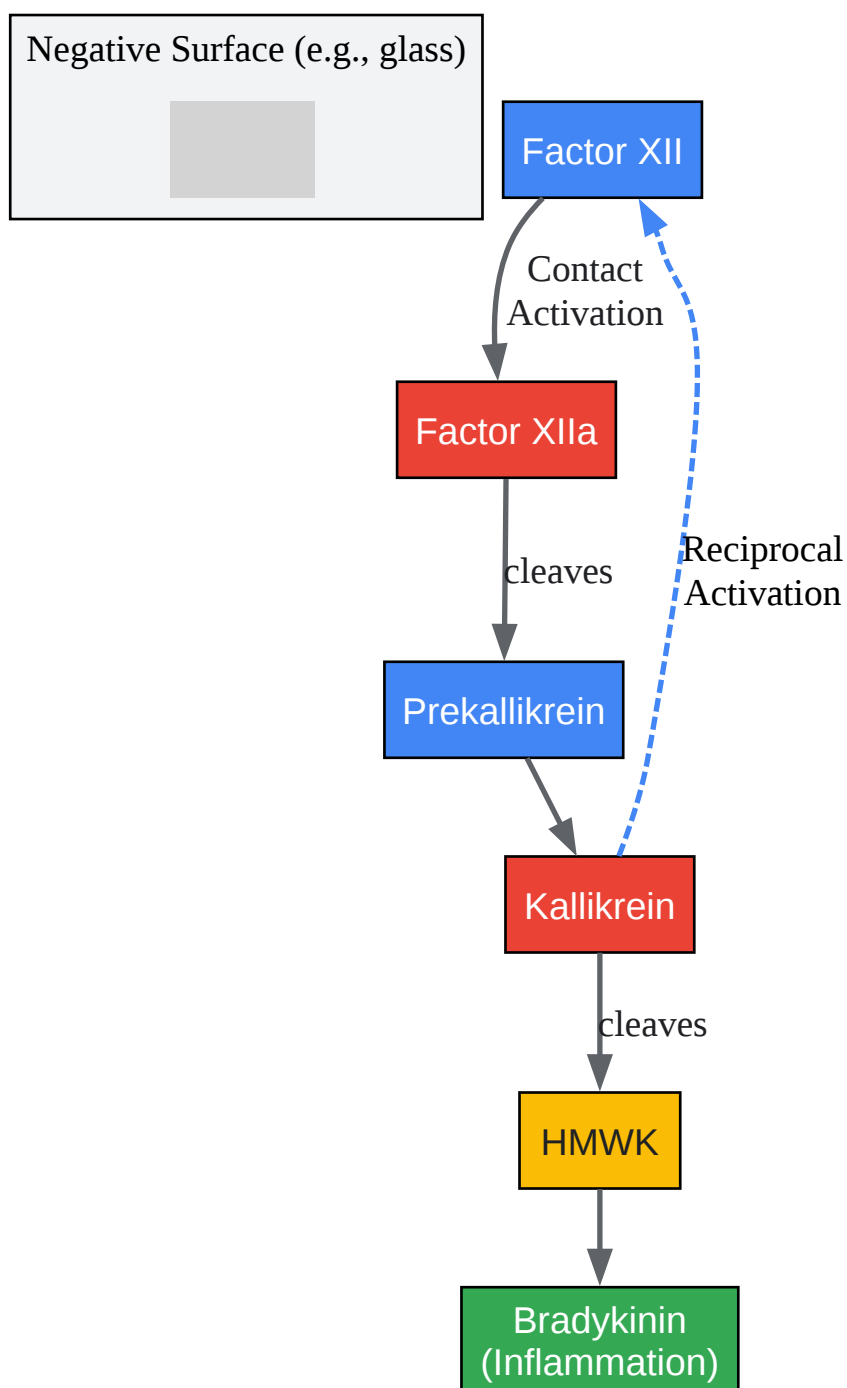 Negative Surface (e.g., glass)
Factor XII
Contact
Activation
Factor XIIa
cleaves
Reciprocal
Activation
Prekallikrein
Kallikrein
cleaves
HMWK
Bradykinin
(Inflammation)